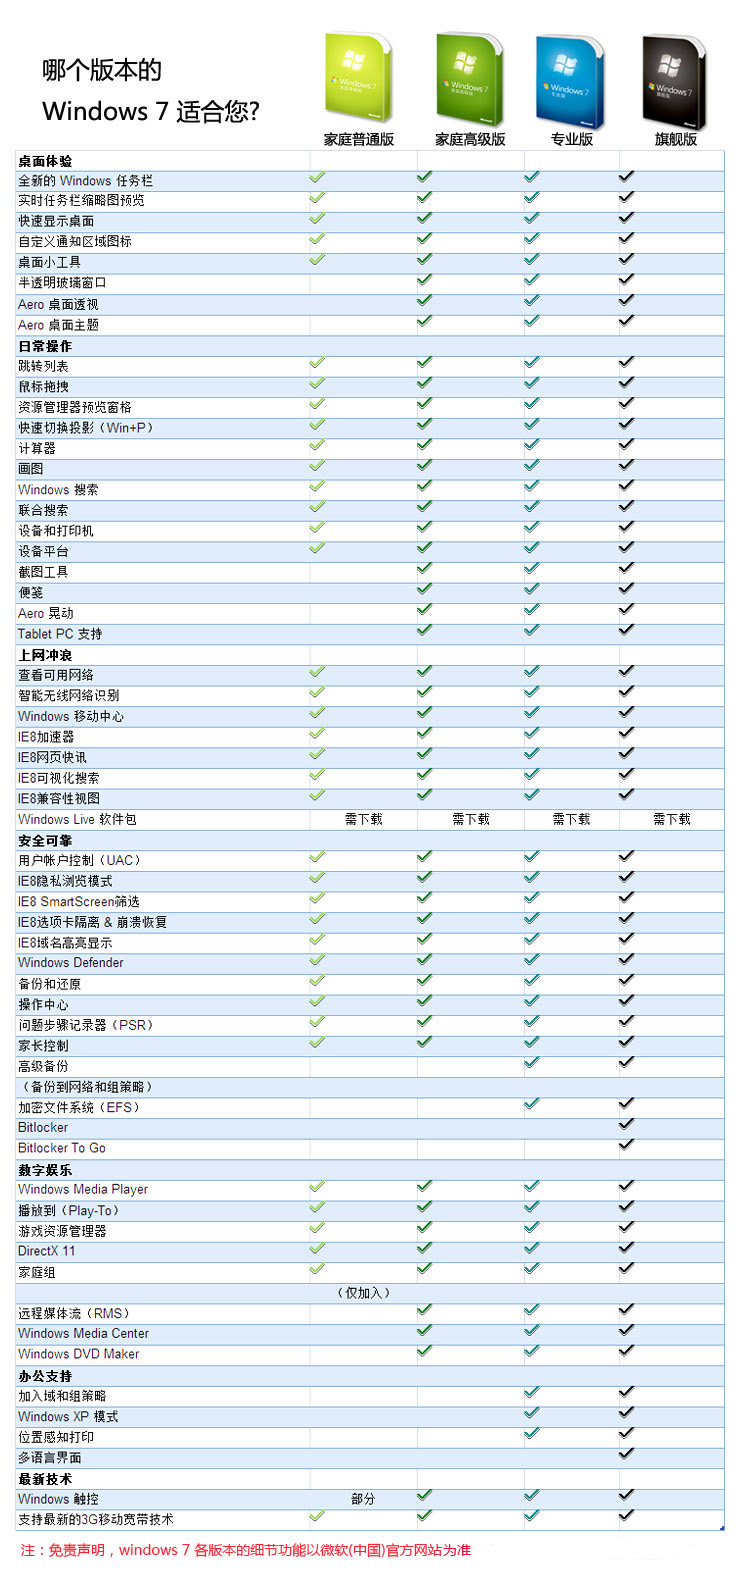 哪个版本的
Windows 7 适合您?
家庭普通版 家庭高级版 专业版 旗舰版
桌面体验
全新的 Windows 任务栏
实时任务栏缩略图预览
快速显示桌面
自定义通知区域图标
桌面小工具
半透明玻璃窗口
Aero 桌面透视
Aero 桌面主题
日常操作
跳转列表
鼠标拖拽
资源管理器预览窗格
快速切换投影（Win+P）
计算器
画图
Windows 搜索
联合搜索
设备和打印机
设备平台
截图工具
便笺
Aero 晃动
Tablet PC 支持
上网冲浪
查看可用网络
智能无线网络识别
Windows 移动中心
IE8加速器
IE8网页快讯
IE8可视化搜索
IE8兼容性视图
Windows Live 软件包 需下载 需下载 需下载 需下载
安全可靠
用户帐户控制（UAC）
IE8隐私浏览模式
IE8 SmartScreen筛选
IE8选项卡隔离 & 崩溃恢复
IE8域名高亮显示
Windows Defender
备份和还原
操作中心
问题步骤记录器（PSR）
家长控制
高级备份
（备份到网络和组策略）
加密文件系统（EFS）
Bitlocker
Bitlocker To Go
数字娱乐
Windows Media Player
播放到（Play-To）
游戏资源管理器
DirectX 11
家庭组
（仅加入）
远程媒体流（RMS）
Windows Media Center
Windows DVD Maker
办公支持
加入域和组策略
Windows XP 模式
位置感知打印
多语言界面
最新技术
Windows 触控 部分
支持最新的3G移动宽带技术
注：免责声明，windows 7 各版本的细节功能以微软(中国)官方网站为准